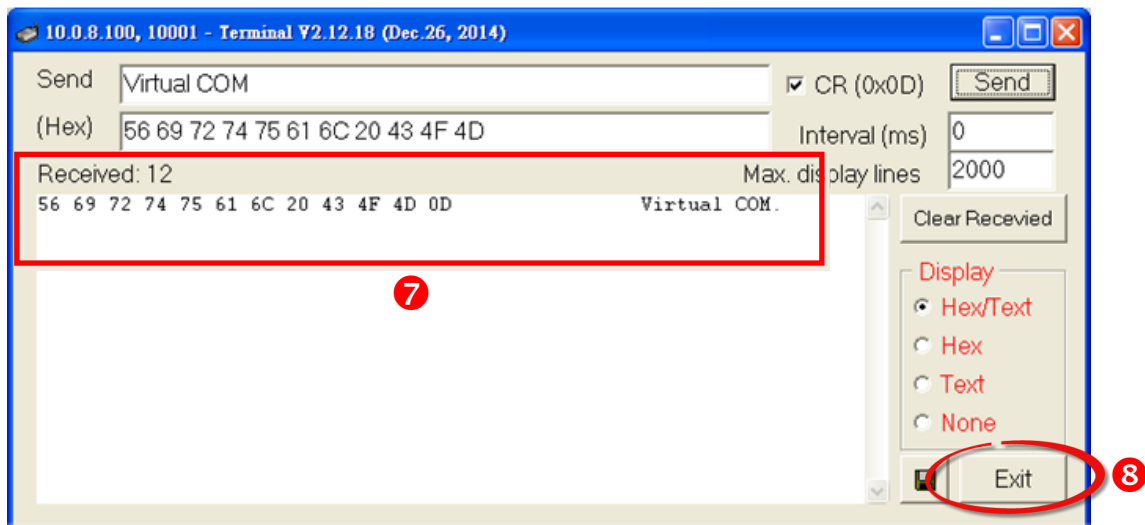 10.0.8.100, 10001 - Terminal V2.12.18 (Dec.26, 2014)
Send Virtual COM CR (0x0D) Send
(Hex) 56 69 72 74 75 61 6C 20 43 4F 4D Interval (ms) 0
Received: 12 Max. display lines 2000
56 69 72 74 75 61 6C 20 43 4F 4D 0D Virtual COM.
Clear Recevied
Display
7
Hex/Text
Hex
Text
None
Exit 8